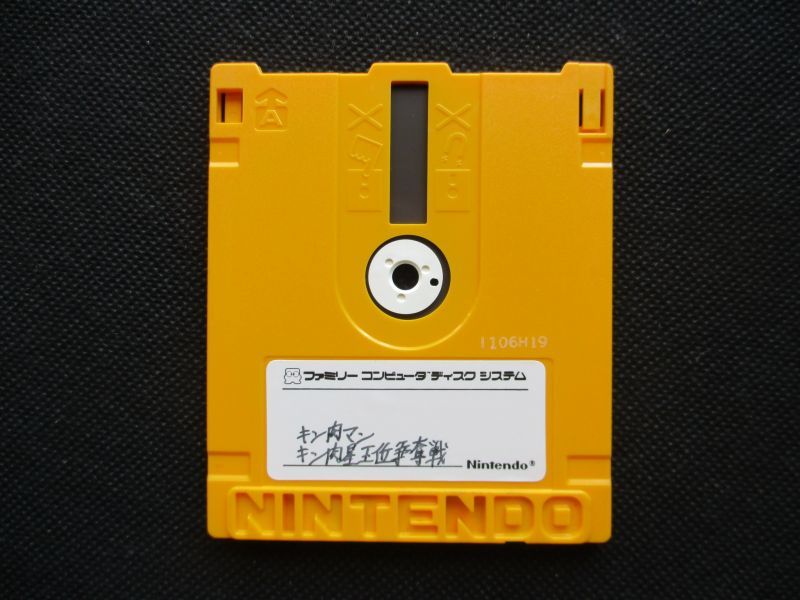 A
1106H19
ファミリー コンピュータ ディスク システム
キン肉マン
キン肉星王位争奪戦
Nintendo®
NINTENDO